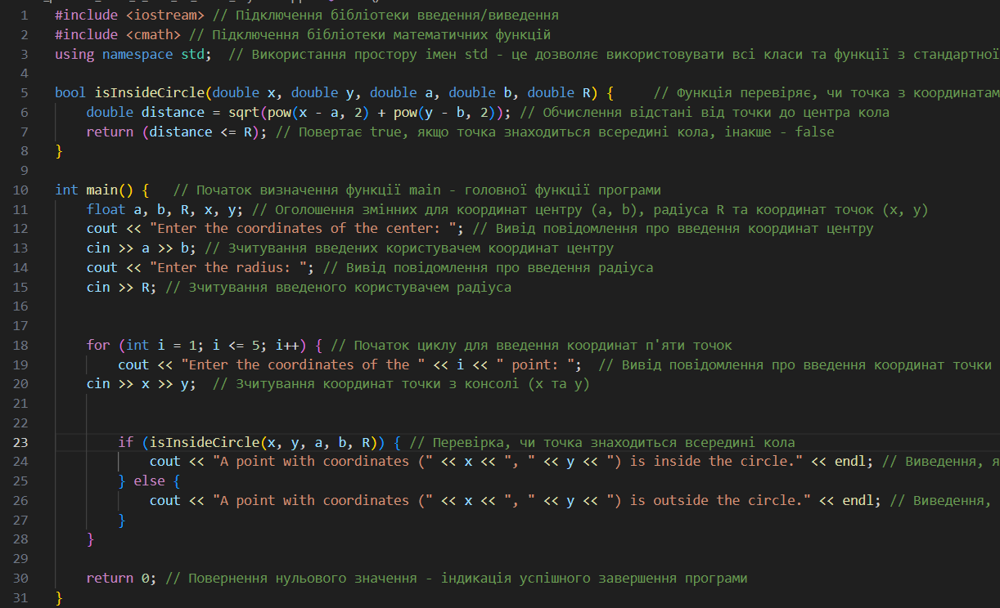 1 #include <iostream> // Підключення бібліотеки введення/виведення
2 #include <cmath> // Підключення бібліотеки математичних функцій
3 using namespace std;  // Використання простору імен std - це дозволяє використовувати всі класи та функції з стандартної
4
5 bool isInsideCircle(double x, double y, double a, double b, double R) {     // Функція перевіряє, чи точка з координатам
6     double distance = sqrt(pow(x - a, 2) + pow(y - b, 2)); // Обчислення відстані від точки до центра кола
7     return (distance <= R); // Повертає true, якщо точка знаходиться всередині кола, інакше - false
8 }
9
10 int main() {   // Початок визначення функції main - головної функції програми
11     float a, b, R, x, y; // Оголошення змінних для координат центру (a, b), радіуса R та координат точок (x, y)
12     cout << "Enter the coordinates of the center: "; // Вивід повідомлення про введення координат центру
13     cin >> a >> b; // Зчитування введених користувачем координат центру
14     cout << "Enter the radius: "; // Вивід повідомлення про введення радіуса
15     cin >> R; // Зчитування введеного користувачем радіуса
16
17
18     for (int i = 1; i <= 5; i++) { // Початок циклу для введення координат п'яти точок
19         cout << "Enter the coordinates of the " << i << " point: ";  // Вивід повідомлення про введення координат точки
20     cin >> x >> y;  // Зчитування координат точки з консолі (x та y)
21
22
23         if (isInsideCircle(x, y, a, b, R)) { // Перевірка, чи точка знаходиться всередині кола
24             cout << "A point with coordinates (" << x << ", " << y << ") is inside the circle." << endl; // Виведення, я
25         } else {
26             cout << "A point with coordinates (" << x << ", " << y << ") is outside the circle." << endl; // Виведення,
27         }
28     }
29
30     return 0; // Повернення нульового значення - індикація успішного завершення програми
31 }